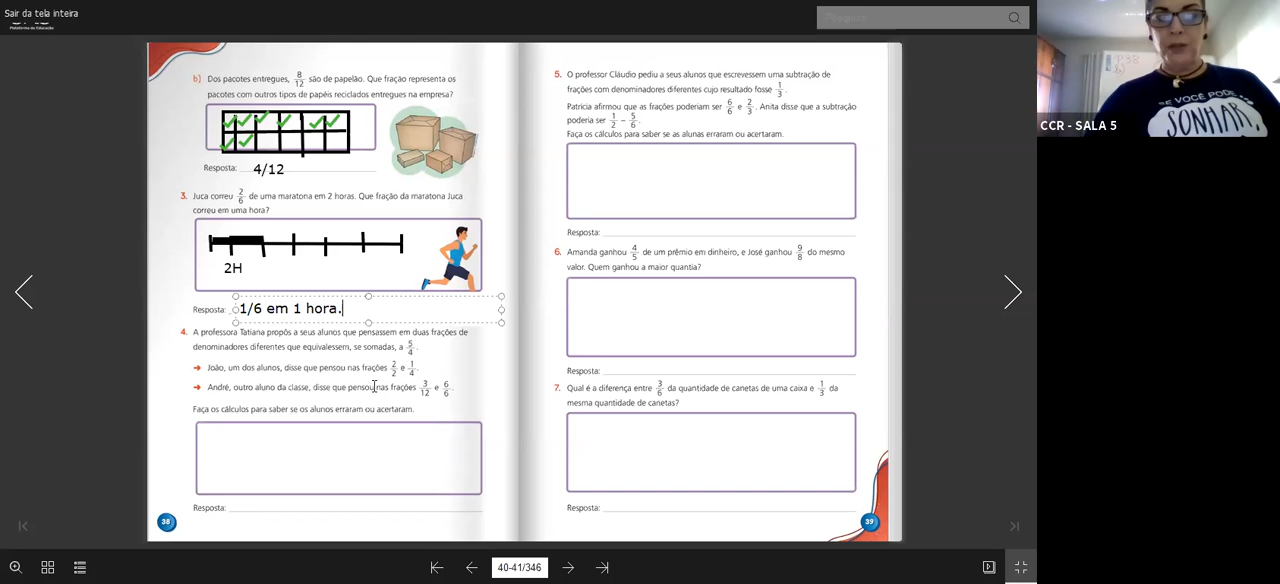 Sair da tela inteira
Plataforma da Educação
Pesquisa
b) Dos pacotes entregues, 8/12 são de papelão. Que fração representa os
pacotes com outros tipos de papéis reciclados entregues na empresa?
Resposta: 4/12
3. Juca correu 2/6 de uma maratona em 2 horas. Que fração da maratona Juca
correu em uma hora?
2H
Resposta: 1/6 em 1 hora.
4. A professora Tatiana propôs a seus alunos que pensassem em duas frações de
denominadores diferentes que equivalessem, se somadas, a 5/4.
→ João, um dos alunos, disse que pensou nas frações 2/2 e 1/4.
→ André, outro aluno da classe, disse que pensou nas frações 3/12 e 6/6.
Faça os cálculos para saber se os alunos erraram ou acertaram.
Resposta:
38
5. O professor Cláudio pediu a seus alunos que escrevessem uma subtração de
frações com denominadores diferentes cujo resultado fosse 1/3.
Patrícia afirmou que as frações poderiam ser 6/6 e 2/3. Anita disse que a subtração
poderia ser 1/2 – 5/6.
Faça os cálculos para saber se as alunas erraram ou acertaram.
Resposta:
6. Amanda ganhou 4/5 de um prêmio em dinheiro, e José ganhou 9/8 do mesmo
valor. Quem ganhou a maior quantia?
Resposta:
7. Qual é a diferença entre 3/6 da quantidade de canetas de uma caixa e 1/3 da
mesma quantidade de canetas?
Resposta:
39
40-41/346
SE VOCÊ PODE
SONHAR
CCR - SALA 5